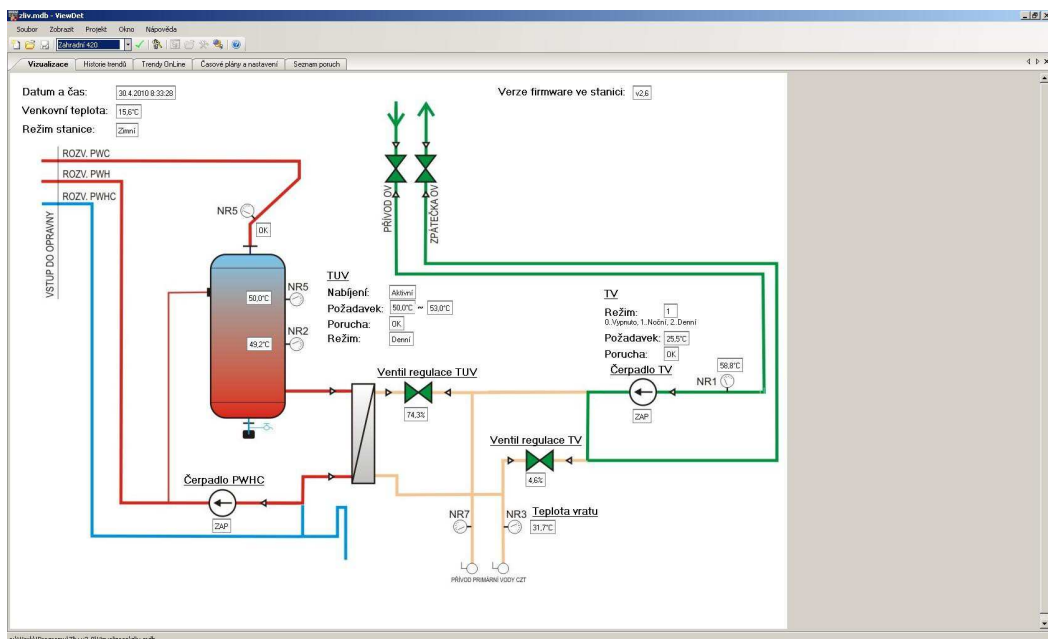 zliv.mdb - ViewDet
Soubor Zobrazit Projekt Okno Nápověda
Zahradní 420
Vizualizace Historie trendů Trendy OnLine Časové plány a nastavení Seznam poruch
Datum a čas: 30.4.2010 8:33:28
Verze firmware ve stanici: v2,6
Venkovní teplota: 15,6°C
Režim stanice: Zimní
ROZV. PWC
ROZV. PWH
ROZV. PWHC
VSTUP DO OPRAVNY
NR5
OK
PŘÍVOD OV
ZPÁTEČKA OV
TUV
Nabíjení: Aktivní
Požadavek: 50,0°C ~ 53,0°C
Porucha: OK
Režim: Denní
NR5
50,0°C
NR2
49,2°C
TV
Režim: 1
0..Vypnuto, 1..Noční, 2..Denní
Požadavek: 25,5°C
Porucha: OK
Čerpadlo TV
58,8°C
NR1
ZAP
Ventil regulace TUV
74,3%
Ventil regulace TV
4,6%
Čerpadlo PWHC
ZAP
NR7
NR3 Teplota vratu
31,7°C
PŘÍVOD PRIMÁRNÍ VODY CZT